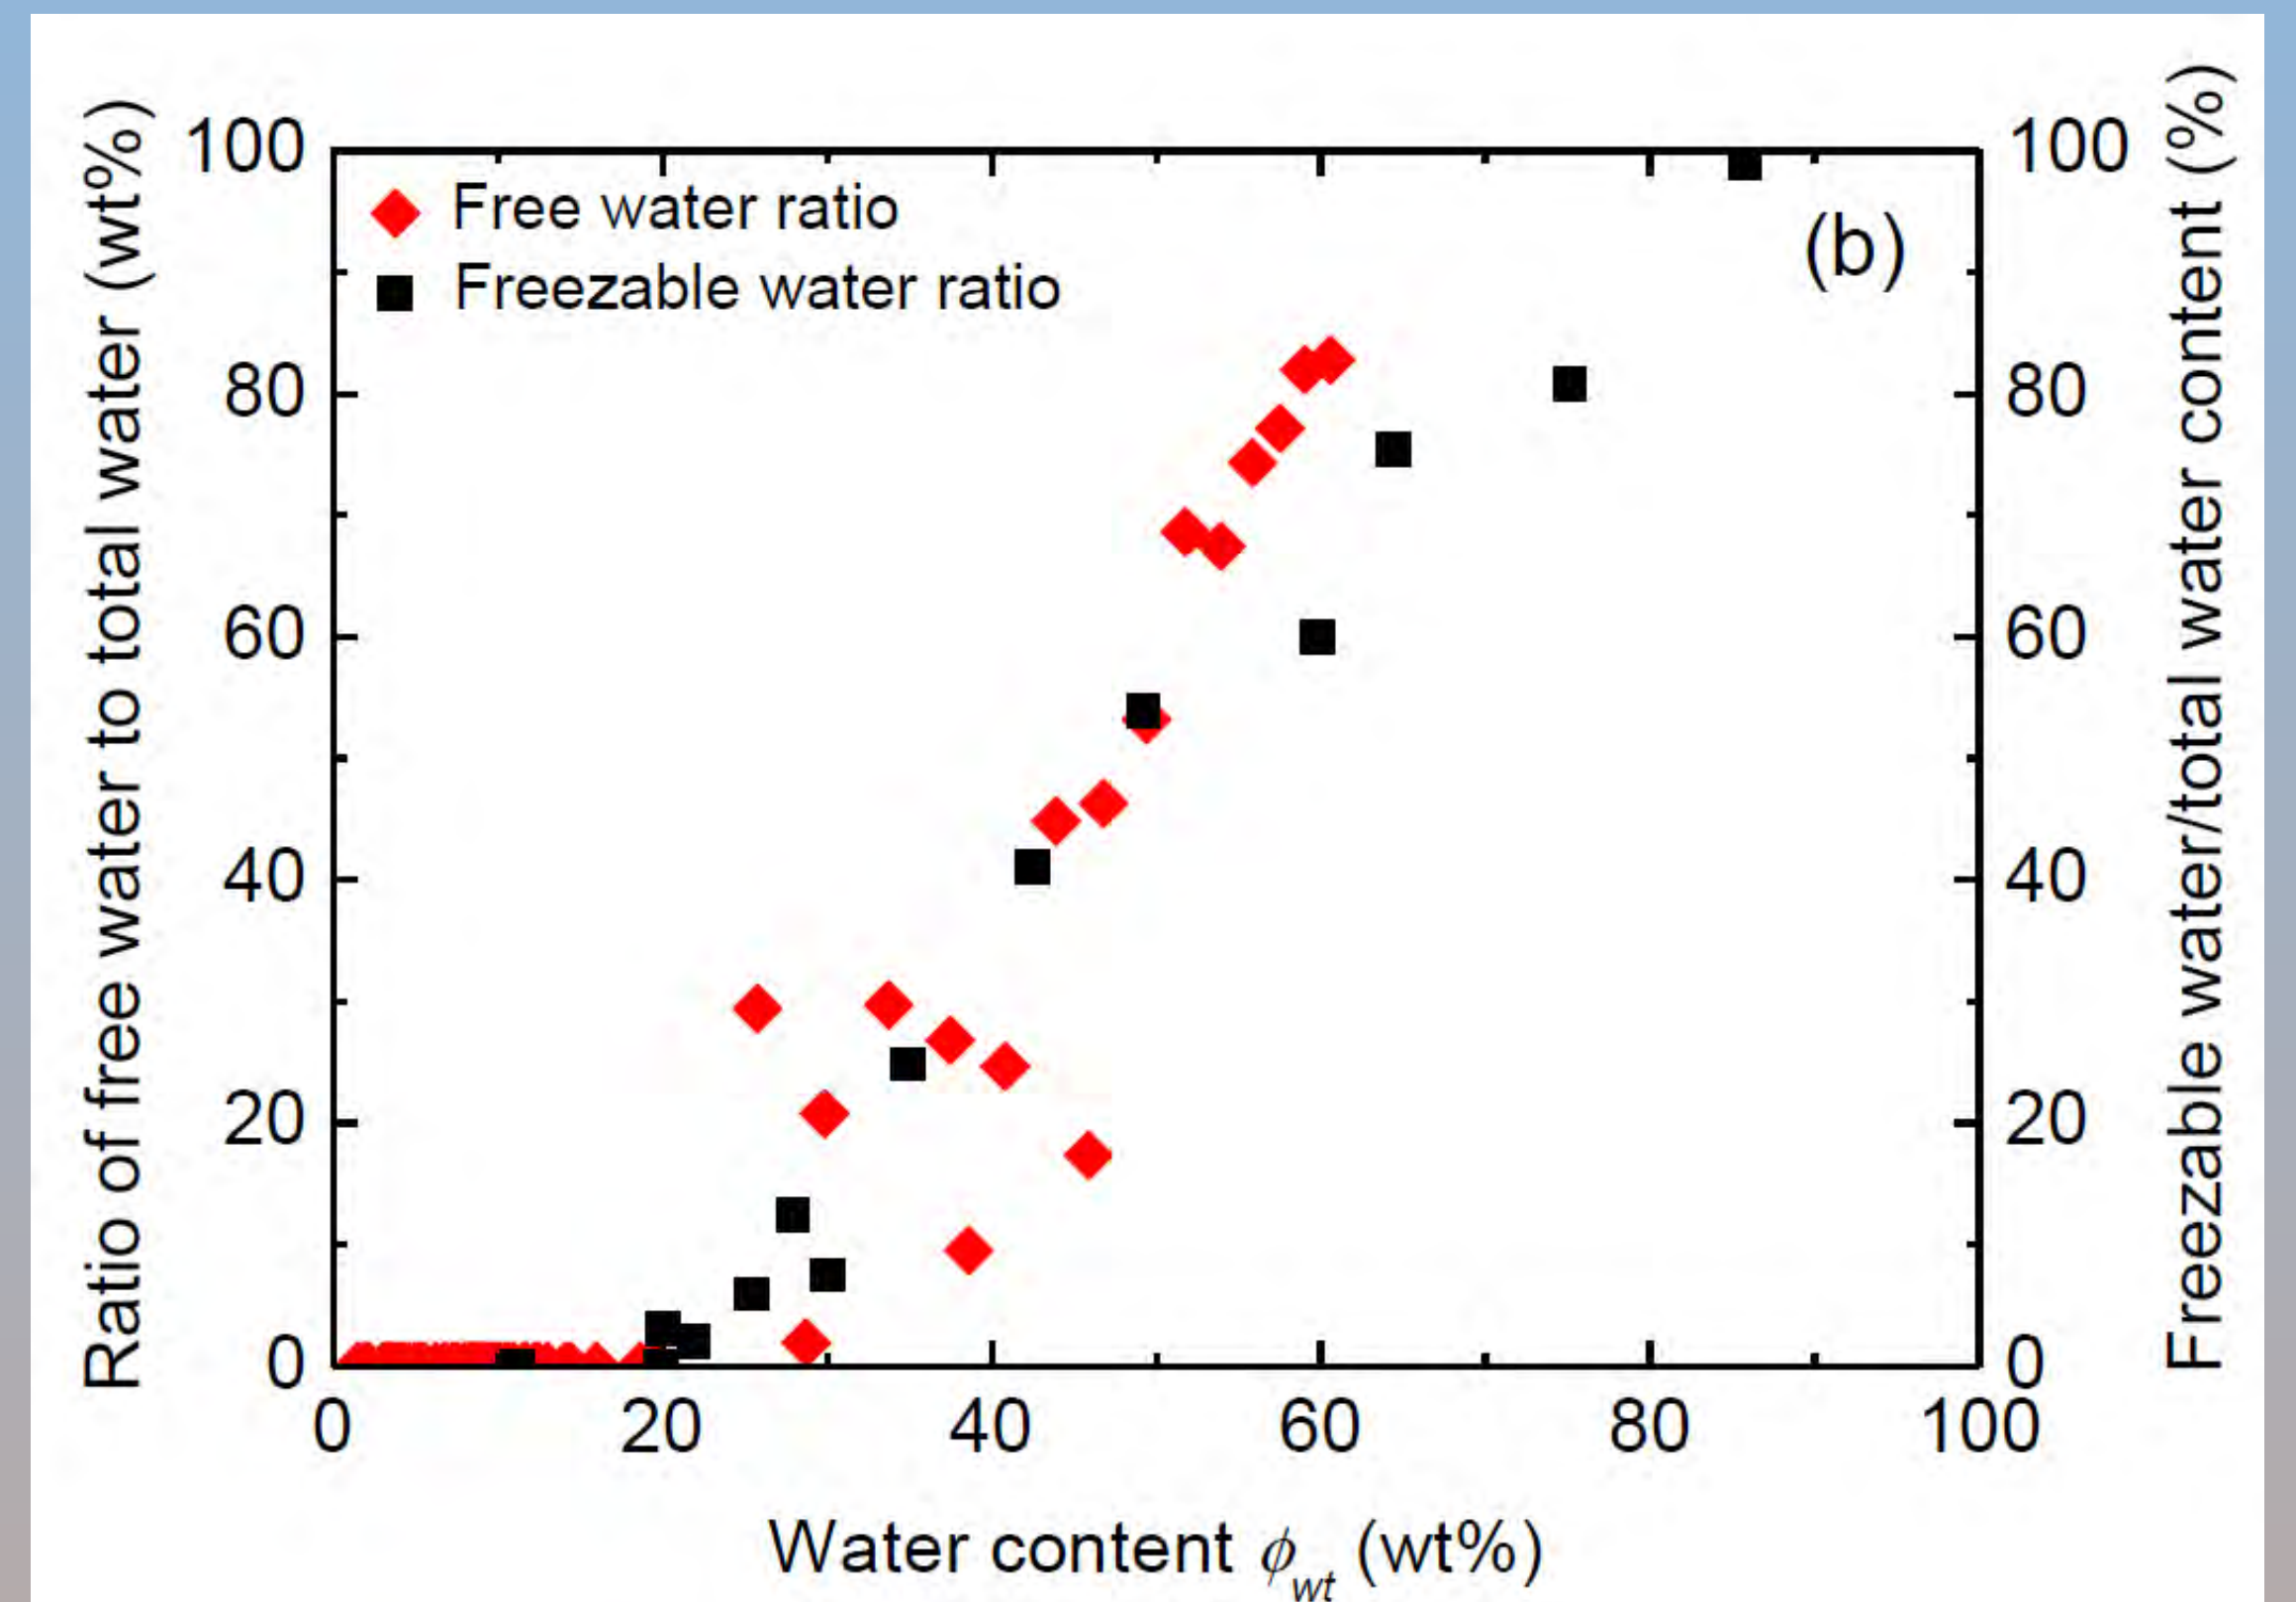 Ratio of free water to total water (wt%)
100
80
60
40
20
0
Free water ratio
Freezable water ratio
(b)
100
80
60
40
20
0
Freezable water/total water content (%)
0 20 40 60 80 100
Water content ϕwt (wt%)